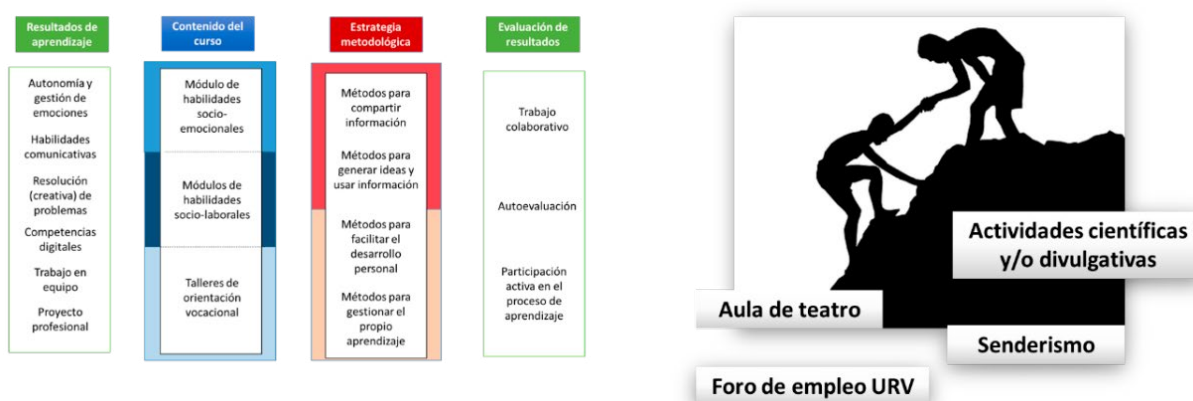 Resultados de
aprendizaje
Autonomía y
gestión de
emociones
Habilidades
comunicativas
Resolución
(creativa) de
problemas
Competencias
digitales
Trabajo en
equipo
Proyecto
profesional
Contenido del
curso
Módulo de
habilidades
socio-
emocionales
Módulos de
habilidades
socio-laborales
Talleres de
orientación
vocacional
Estrategia
metodológica
Métodos para
compartir
información
Métodos para
generar ideas y
usar información
Métodos para
facilitar el
desarrollo
personal
Métodos para
gestionar el
propio
aprendizaje
Evaluación de
resultados
Trabajo
colaborativo
Autoevaluación
Participación
activa en el
proceso de
aprendizaje
Actividades científicas
y/o divulgativas
Aula de teatro
Senderismo
Foro de empleo URV